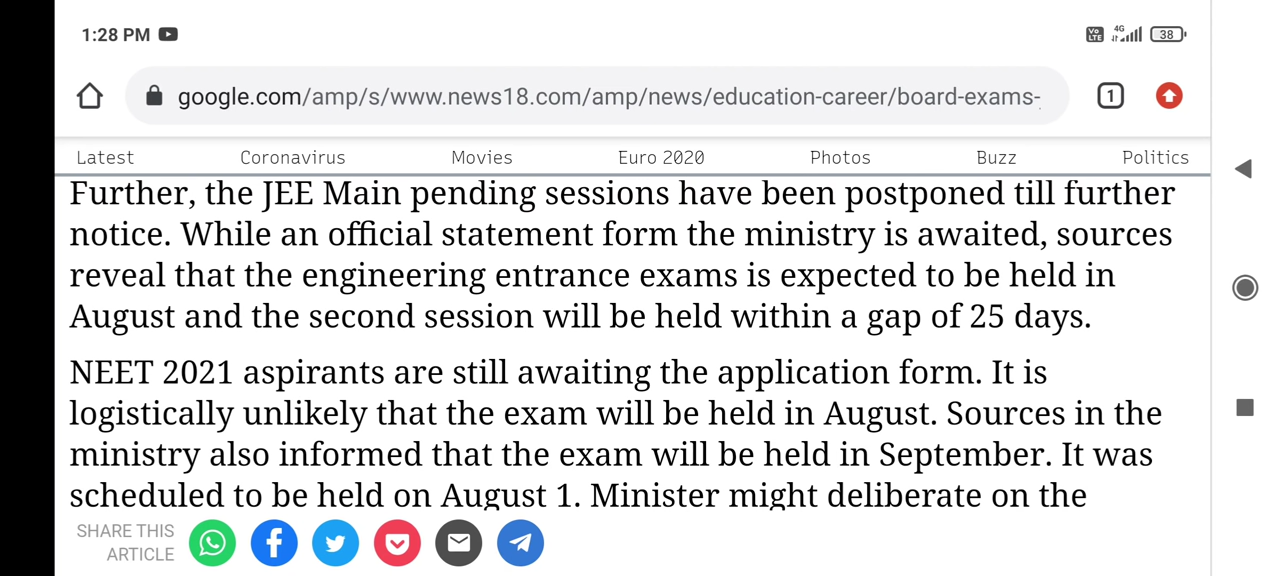 1:28 PM
VoLTE 4G 38
google.com/amp/s/www.news18.com/amp/news/education-career/board-exams-
1
Latest Coronavirus Movies Euro 2020 Photos Buzz Politics
Further, the JEE Main pending sessions have been postponed till further
notice. While an official statement form the ministry is awaited, sources
reveal that the engineering entrance exams is expected to be held in
August and the second session will be held within a gap of 25 days.
NEET 2021 aspirants are still awaiting the application form. It is
logistically unlikely that the exam will be held in August. Sources in the
ministry also informed that the exam will be held in September. It was
scheduled to be held on August 1. Minister might deliberate on the
SHARE THIS
ARTICLE